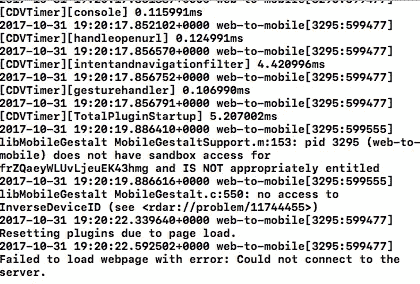 [CDVTimer][console] 0.115991ms
2017-10-31 19:20:17.852102+0000 web-to-mobile[3295:599477]
[CDVTimer][handleopenurl] 0.124991ms
2017-10-31 19:20:17.856570+0000 web-to-mobile[3295:599477]
[CDVTimer][intentandnavigationfilter] 4.420996ms
2017-10-31 19:20:17.856752+0000 web-to-mobile[3295:599477]
[CDVTimer][gesturehandler] 0.106990ms
2017-10-31 19:20:17.856791+0000 web-to-mobile[3295:599477]
[CDVTimer][TotalPluginStartup] 5.207002ms
2017-10-31 19:20:19.886410+0000 web-to-mobile[3295:599555]
libMobileGestalt MobileGestaltSupport.m:153: pid 3295 (web-to-
mobile) does not have sandbox access for
frZQaeyWLUvLjeuEK43hmg and IS NOT appropriately entitled
2017-10-31 19:20:19.886616+0000 web-to-mobile[3295:599555]
libMobileGestalt MobileGestalt.c:550: no access to
InverseDeviceID (see <rdar://problem/11744455>)
2017-10-31 19:20:22.339640+0000 web-to-mobile[3295:599477]
Resetting plugins due to page load.
2017-10-31 19:20:22.592502+0000 web-to-mobile[3295:599477]
Failed to load webpage with error: Could not connect to the
server.